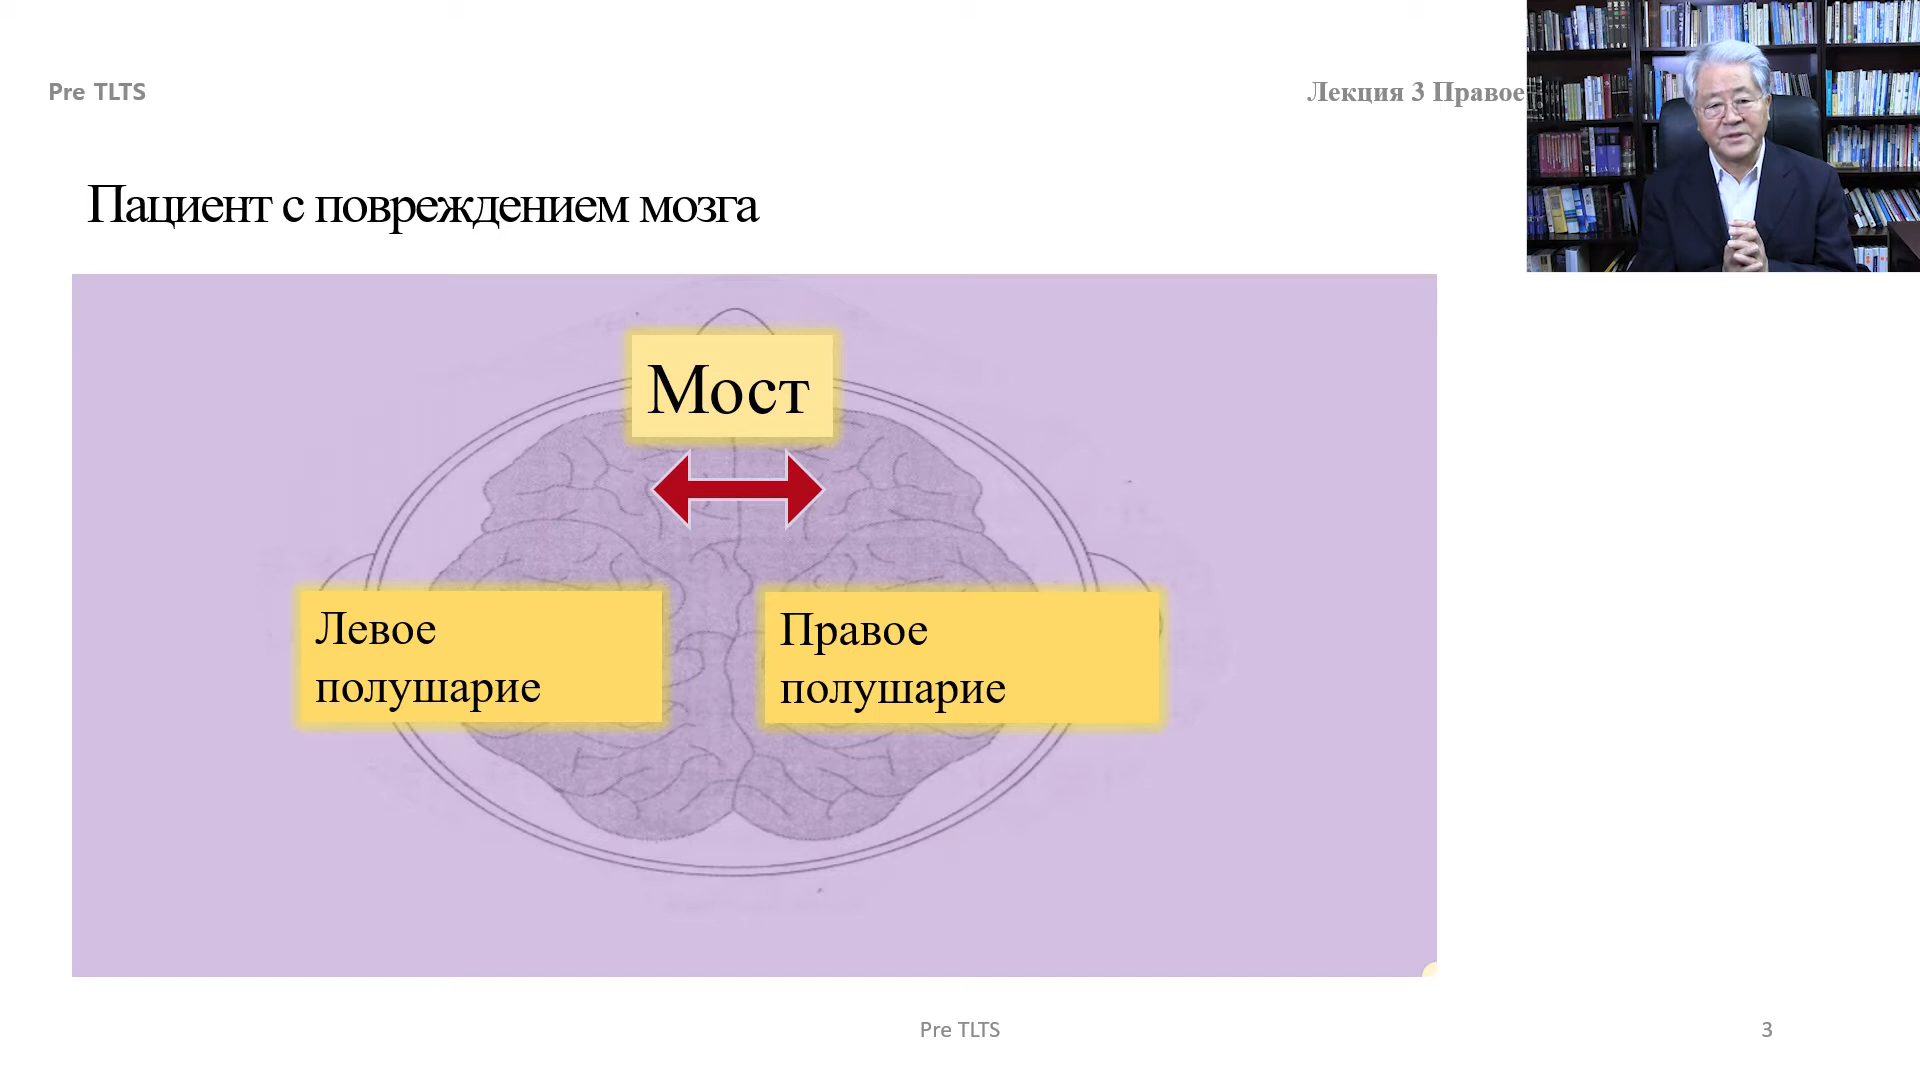 Pre TLTS
Лекция 3 Правое
Пациент с повреждением мозга
Мост
Левое
полушарие
Правое
полушарие
Pre TLTS
3